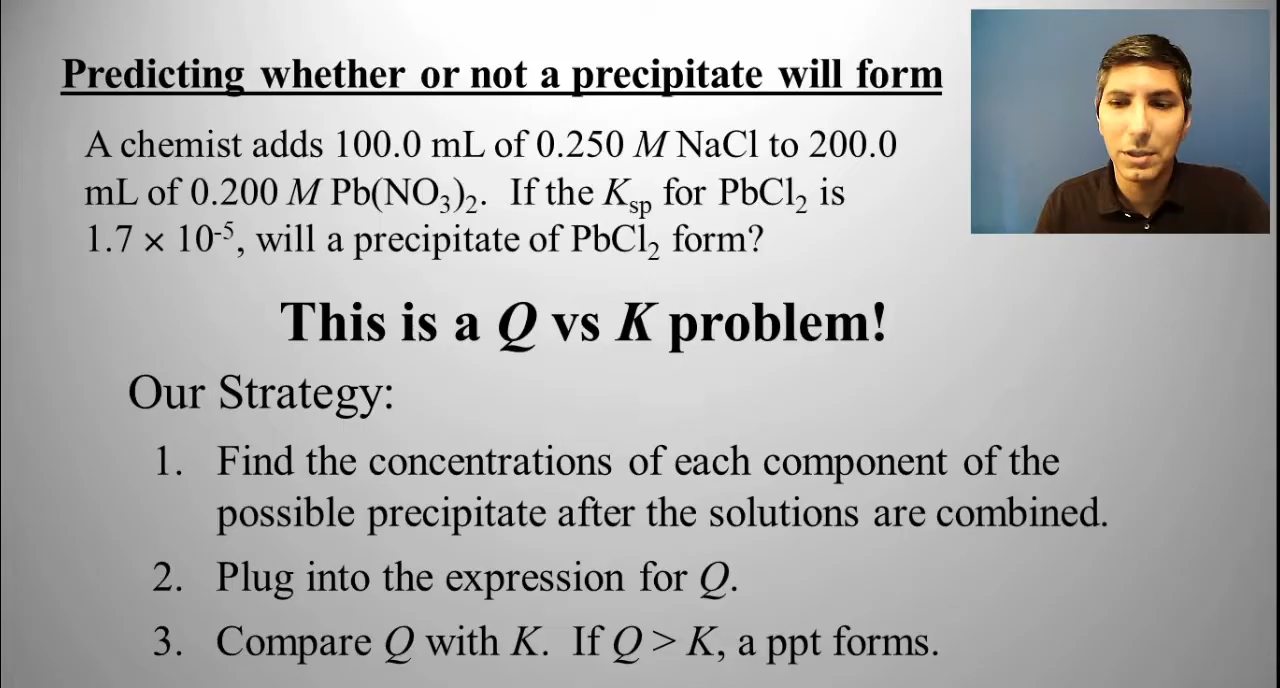 Predicting whether or not a precipitate will form
A chemist adds 100.0 mL of 0.250 M NaCl to 200.0
mL of 0.200 M Pb(NO₃)₂. If the Kₛₚ for PbCl₂ is
1.7 × 10⁻⁵, will a precipitate of PbCl₂ form?
This is a Q vs K problem!
Our Strategy:
1. Find the concentrations of each component of the
possible precipitate after the solutions are combined.
2. Plug into the expression for Q.
3. Compare Q with K. If Q > K, a ppt forms.